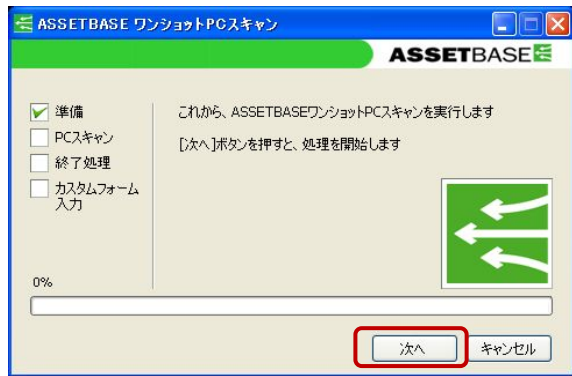 ASSETBASE ワンショットPCスキャン
ASSETBASE
準備
PCスキャン
終了処理
カスタムフォーム
入力
これから、ASSETBASEワンショットPCスキャンを実行します
[次へ]ボタンを押すと、処理を開始します
0%
次へ
キャンセル